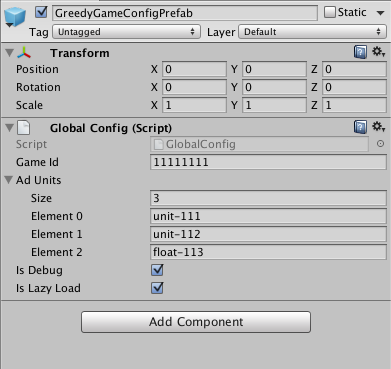 GreedyGameConfigPrefab Static
Tag Untagged Layer Default
Transform
Position X 0 Y 0 Z 0
Rotation X 0 Y 0 Z 0
Scale X 1 Y 1 Z 1
Global Config (Script)
Script GlobalConfig
Game Id 11111111
Ad Units
Size 3
Element 0 unit-111
Element 1 unit-112
Element 2 float-113
Is Debug
Is Lazy Load
Add Component